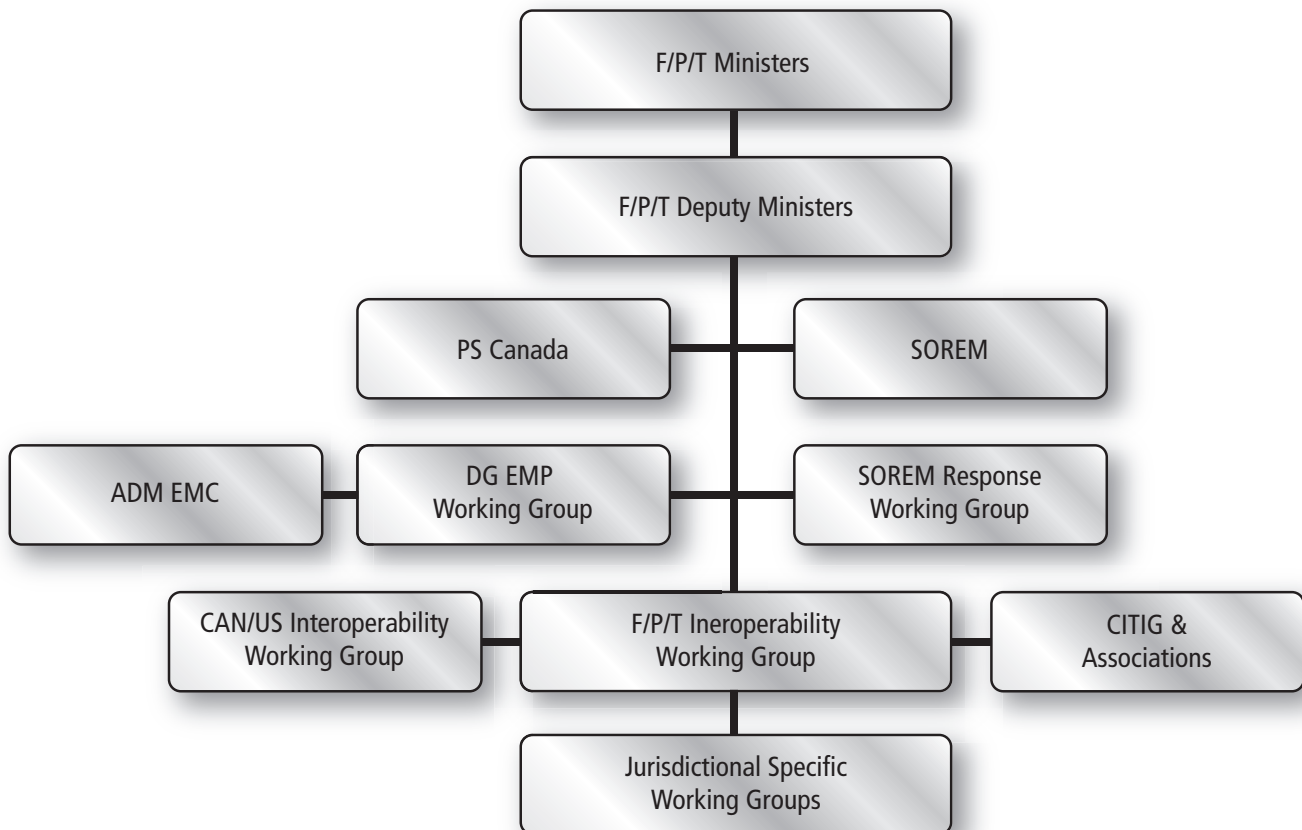 F/P/T Ministers
F/P/T Deputy Ministers
PS Canada
SOREM
ADM EMC
DG EMP
Working Group
SOREM Response
Working Group
CAN/US Interoperability
Working Group
F/P/T Ineroperability
Working Group
CITIG &
Associations
Jurisdictional Specific
Working Groups